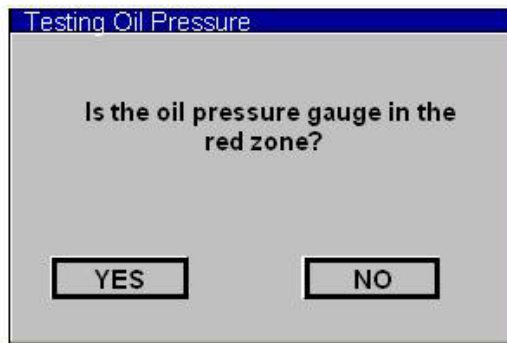 Testing Oil Pressure
Is the oil pressure gauge in the
red zone?
YES
NO